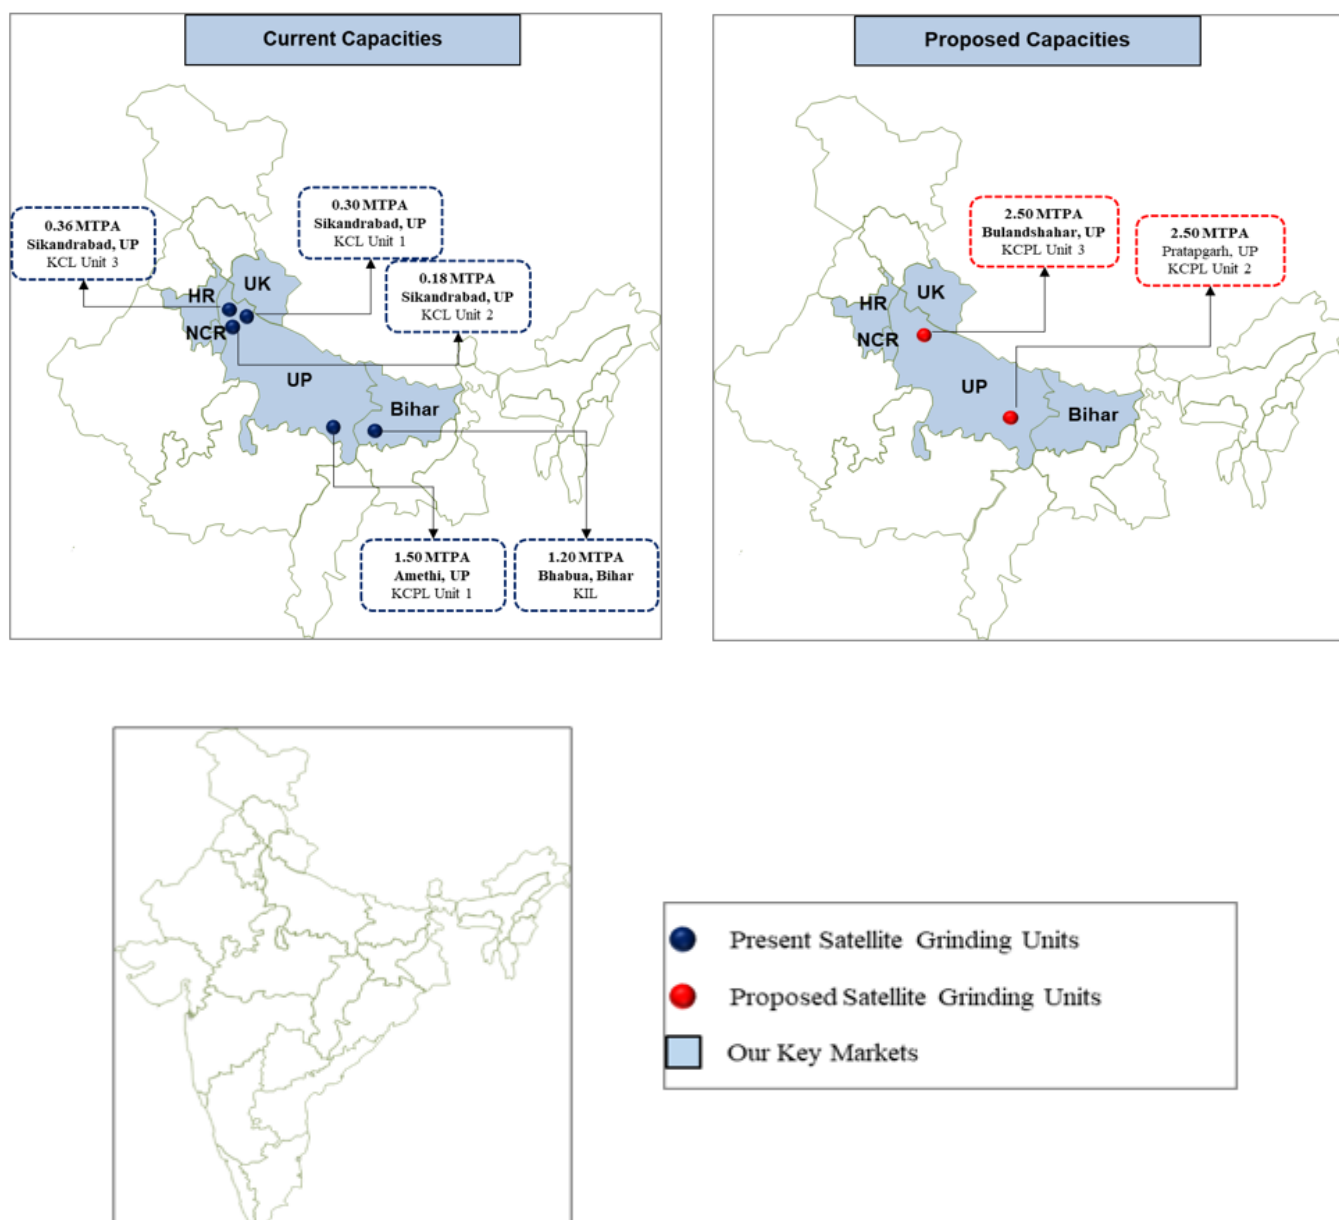 Current Capacities
0.36 MTPA
Sikandrabad, UP
KCL Unit 3
0.30 MTPA
Sikandrabad, UP
KCL Unit 1
0.18 MTPA
Sikandrabad, UP
KCL Unit 2
HR
UK
NCR
UP
Bihar
1.50 MTPA
Amethi, UP
KCPL Unit 1
1.20 MTPA
Bhabua, Bihar
KIL
Proposed Capacities
2.50 MTPA
Bulandshahar, UP
KCPL Unit 3
2.50 MTPA
Pratapgarh, UP
KCPL Unit 2
HR
UK
NCR
UP
Bihar
Present Satellite Grinding Units
Proposed Satellite Grinding Units
Our Key Markets